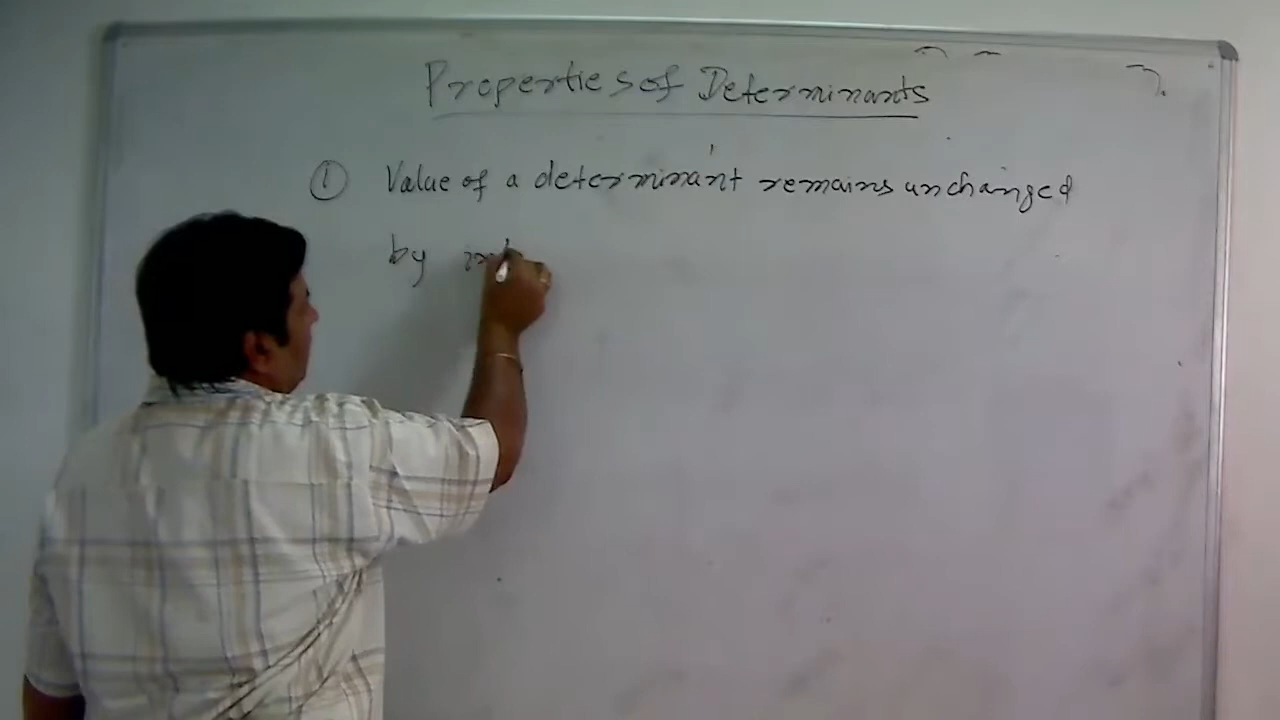 Properties of Determinants
① Value of a determinant remains unchanged
by